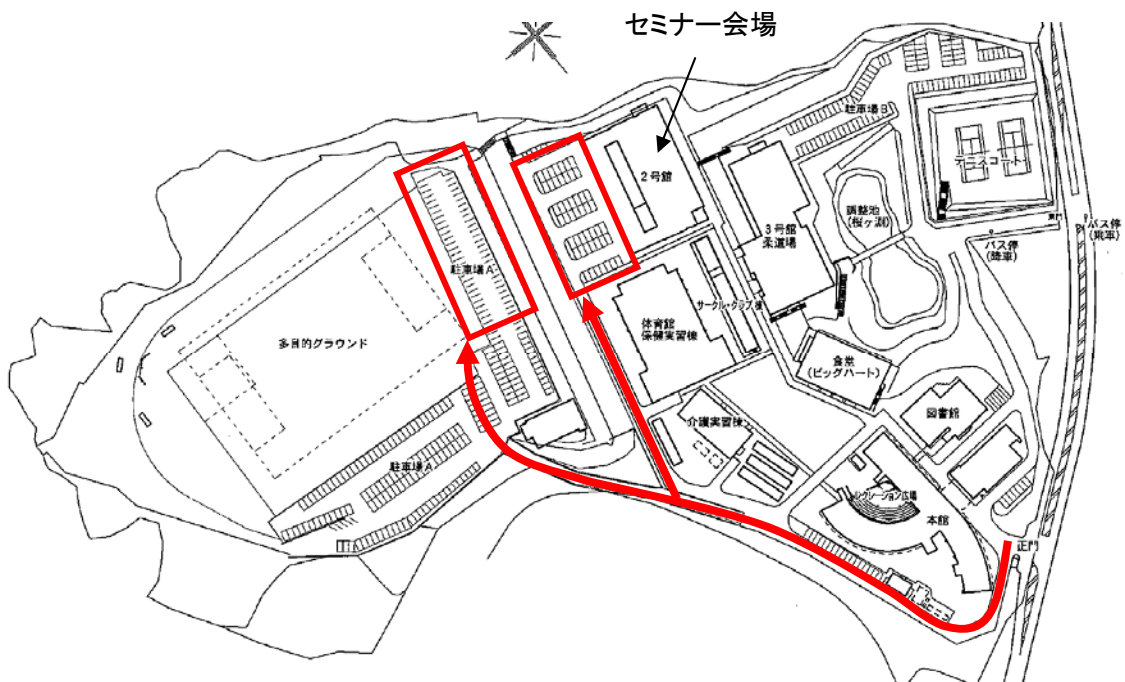 セミナー会場
駐車場B
2号館
テニスコート
調整池
(桜ヶ淵)
東門
バス停
(乗車)
バス停
(降車)
3号館
柔道場
駐車場A
サークル・クラブ棟
体育館
保健実習棟
多目的グラウンド
食堂
(ビッグハート)
図書館
介護実習棟
駐車場A
レクレーション広場
本館
正門